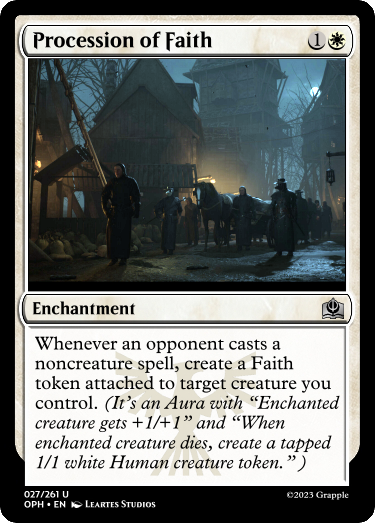 Procession of Faith 1
Enchantment
Whenever an opponent casts a
noncreature spell, create a Faith
token attached to target creature you
control. (It's an Aura with “Enchanted
creature gets +1/+1” and “When
enchanted creature dies, create a tapped
1/1 white Human creature token.” )
027/261 U
OPH • EN LEARTES STUDIOS
©2023 Grapple